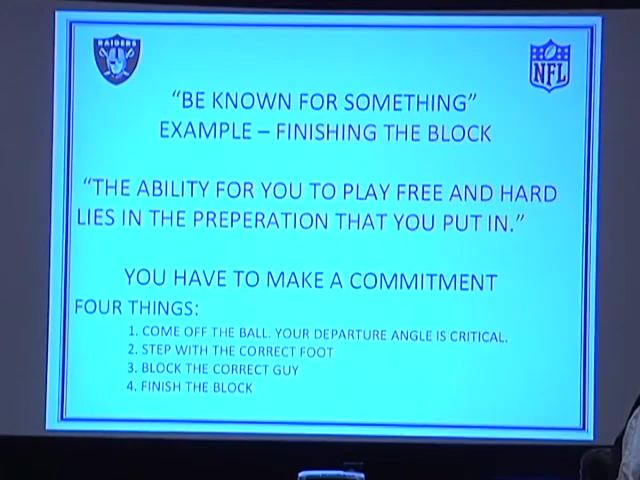 RAIDERS
NFL
“BE KNOWN FOR SOMETHING”
EXAMPLE – FINISHING THE BLOCK
“THE ABILITY FOR YOU TO PLAY FREE AND HARD
LIES IN THE PREPERATION THAT YOU PUT IN.”
YOU HAVE TO MAKE A COMMITMENT
FOUR THINGS:
1. COME OFF THE BALL. YOUR DEPARTURE ANGLE IS CRITICAL.
2. STEP WITH THE CORRECT FOOT
3. BLOCK THE CORRECT GUY
4. FINISH THE BLOCK